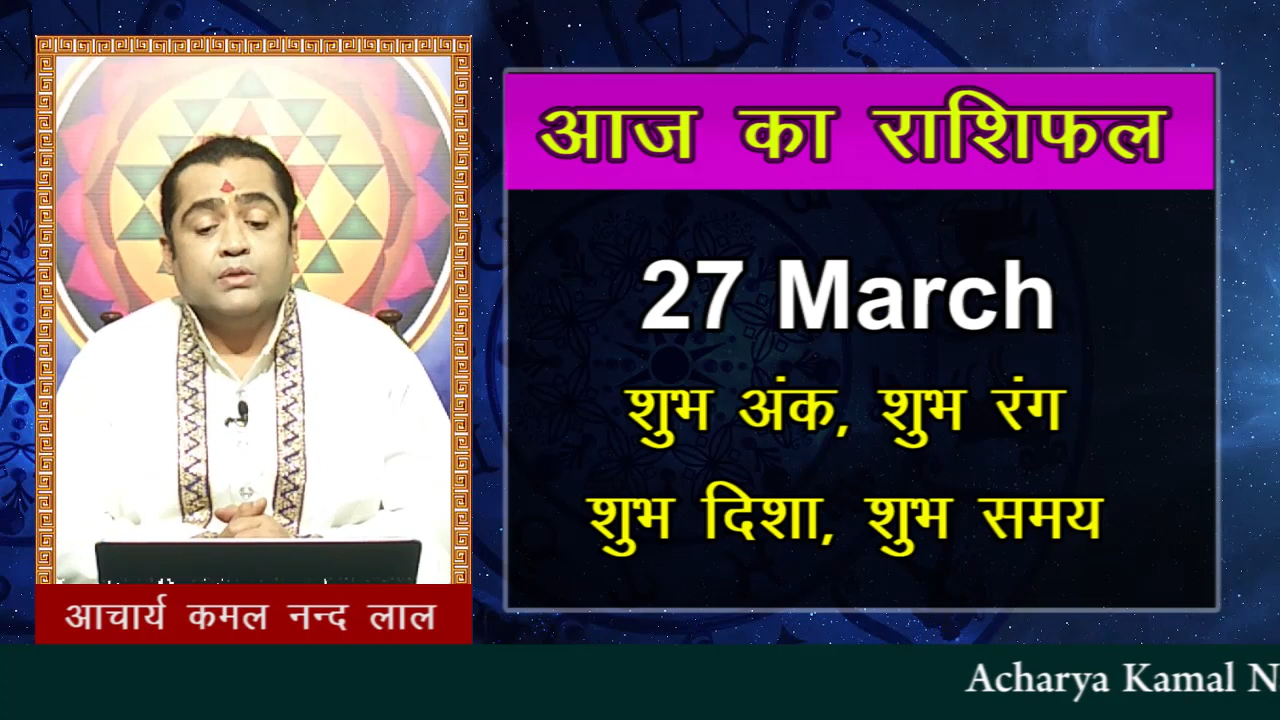 आज का राशिफल
27 March
शुभ अंक, शुभ रंग
शुभ दिशा, शुभ समय
आचार्य कमल नन्द लाल
Acharya Kamal N